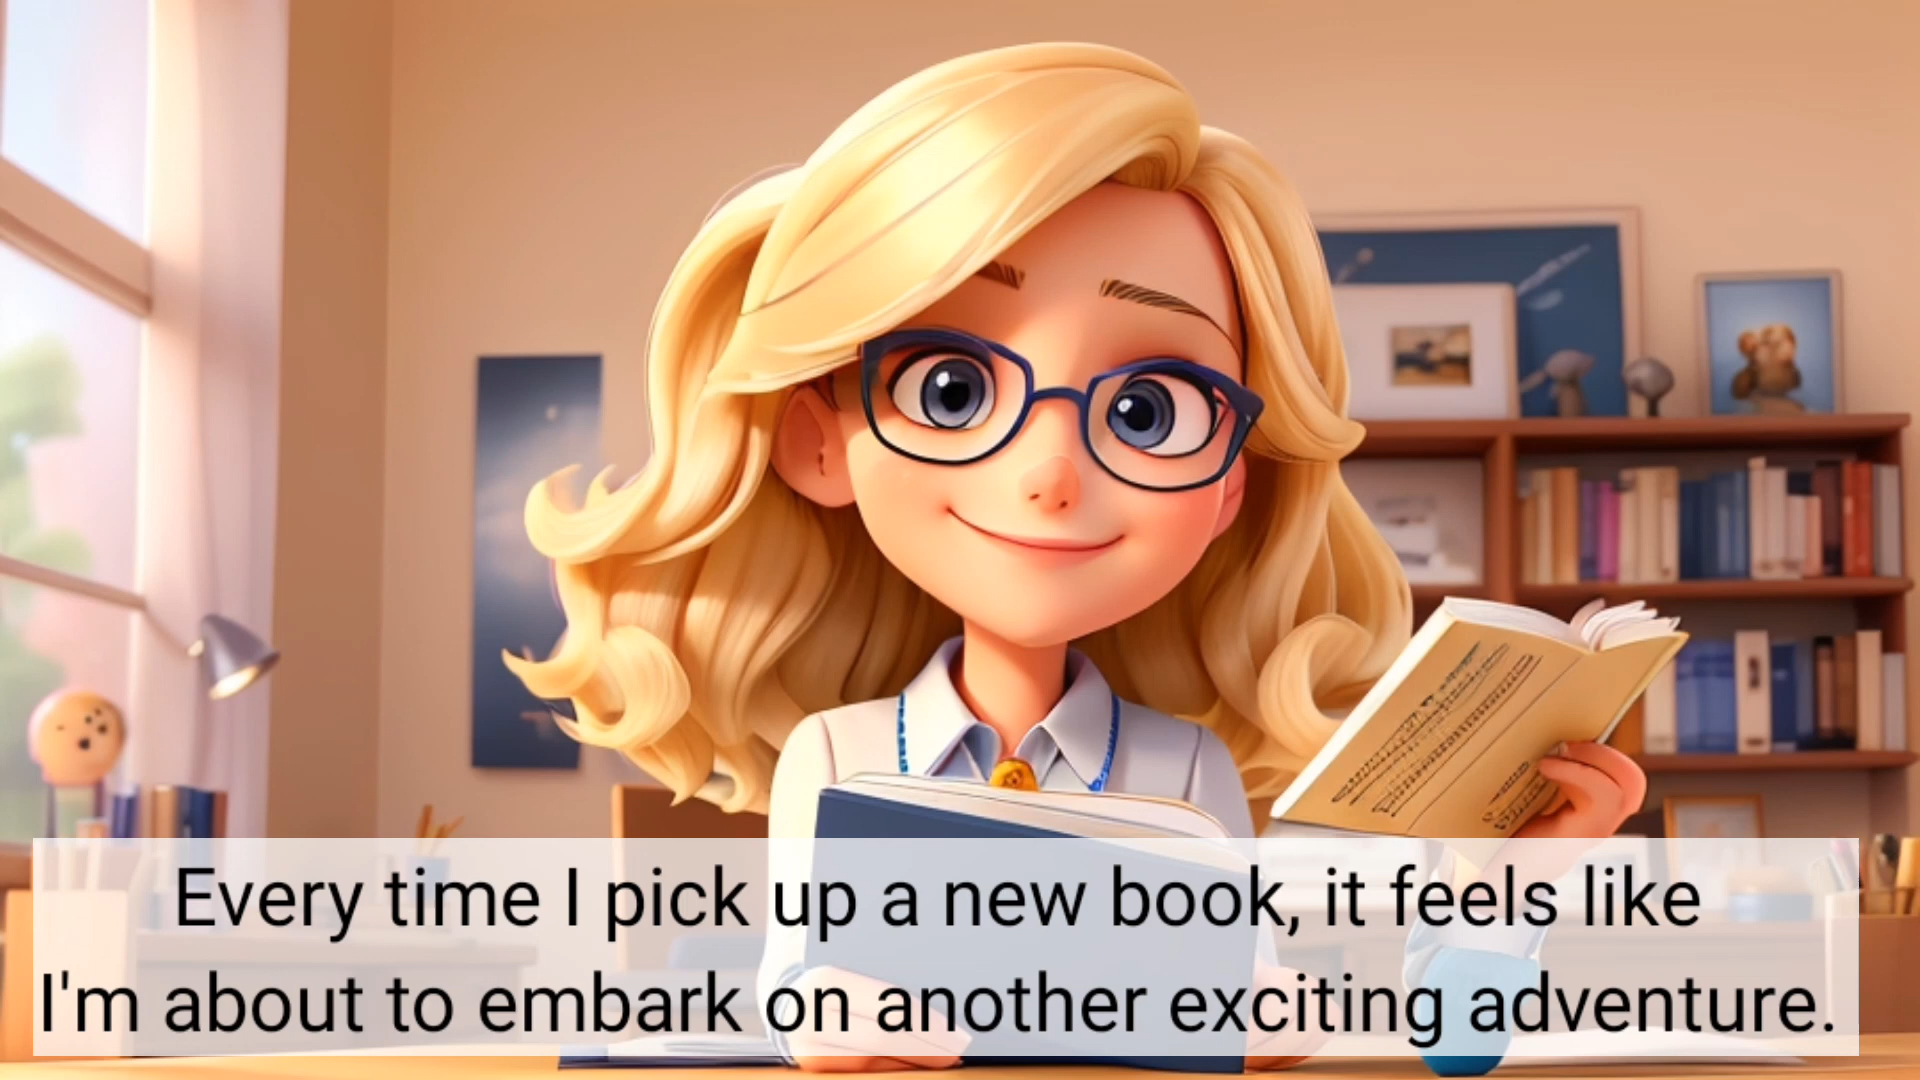 Every time I pick up a new book, it feels like
I'm about to embark on another exciting adventure.